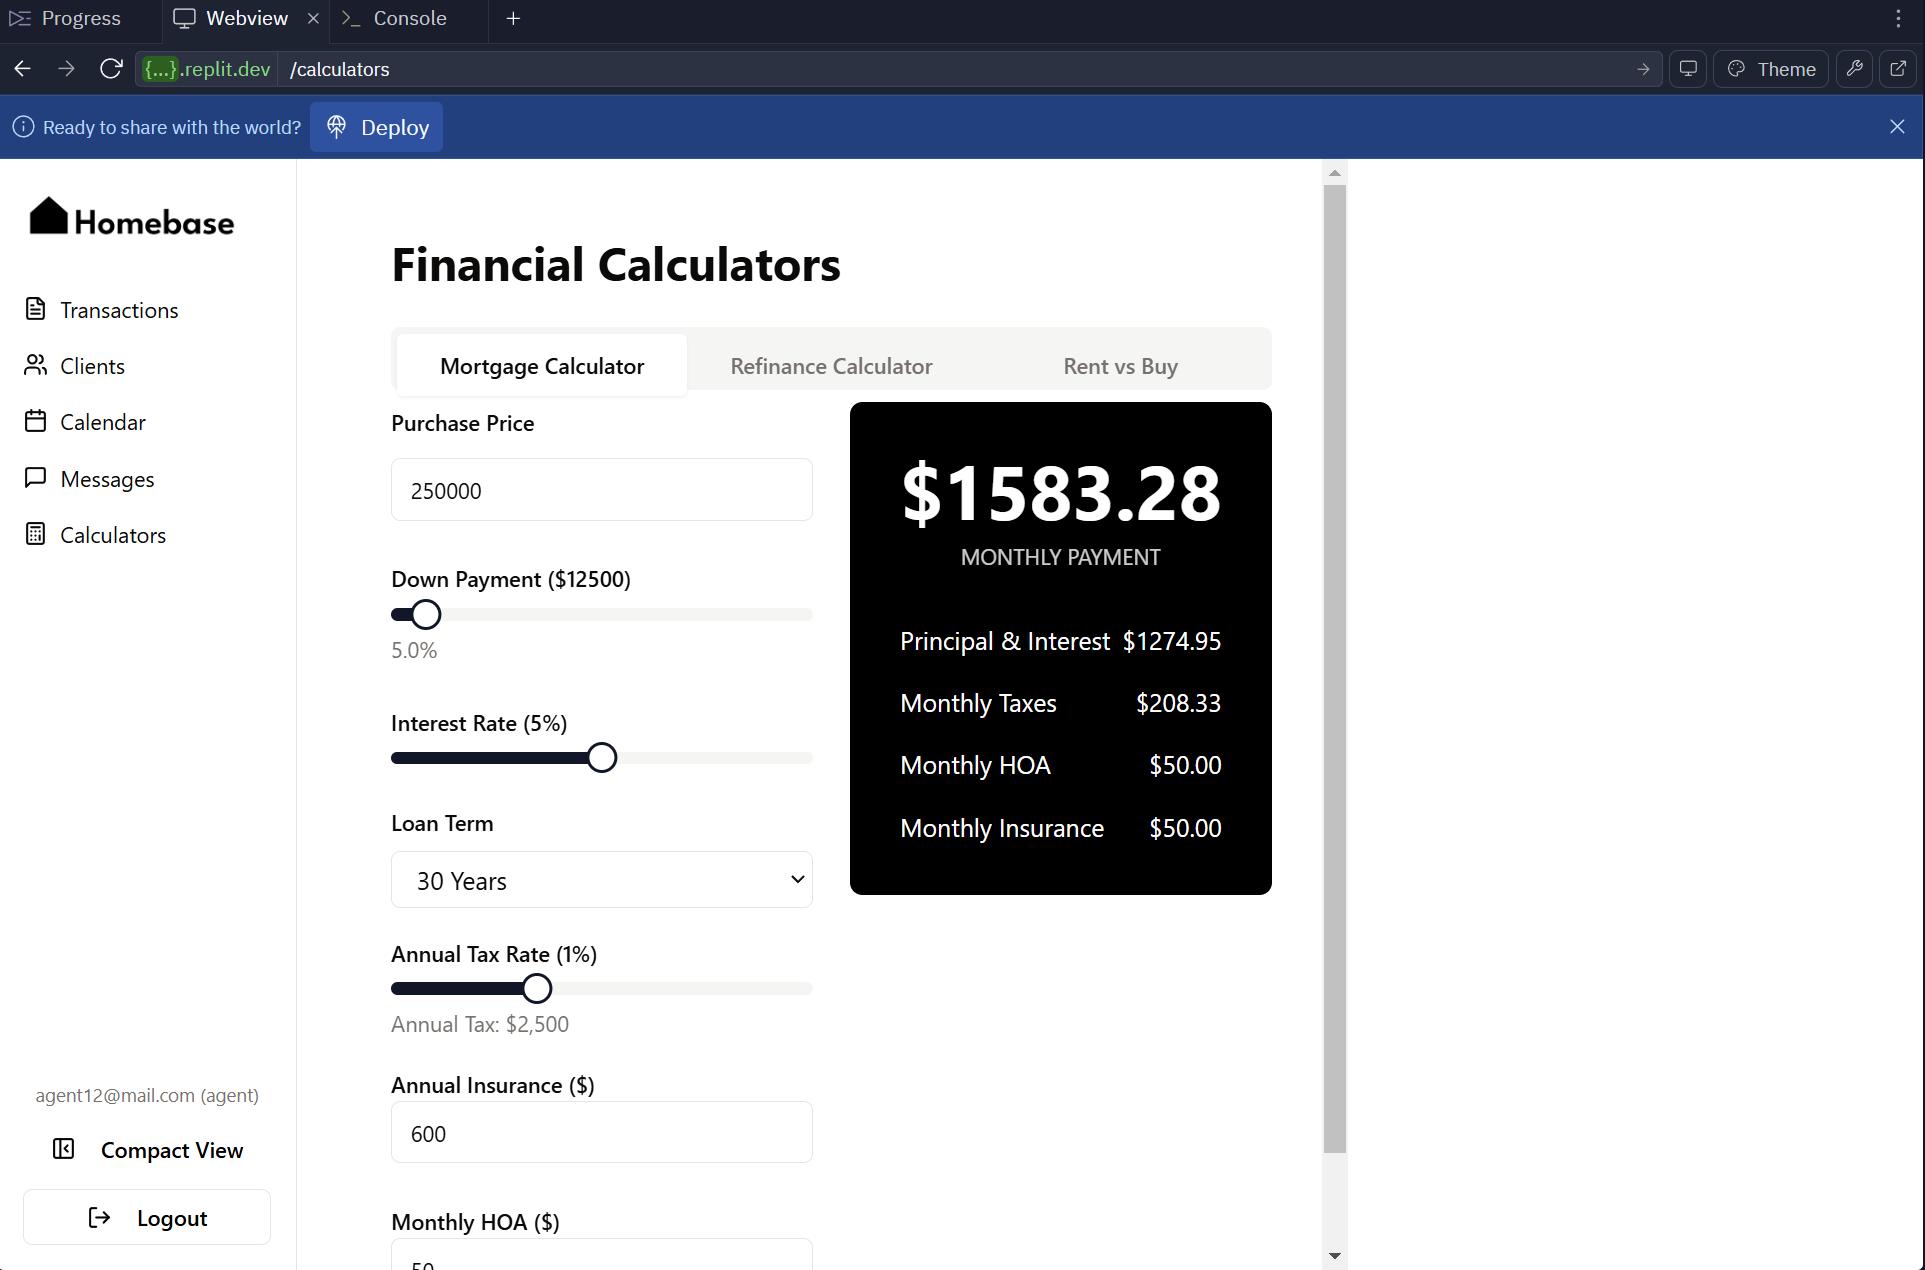 Progress
Webview
Console
{...}.replit.dev /calculators
Theme
Ready to share with the world?
Deploy
Homebase
Transactions
Clients
Calendar
Messages
Calculators
agent12@mail.com (agent)
Compact View
Logout
Financial Calculators
Mortgage Calculator
Refinance Calculator
Rent vs Buy
Purchase Price
250000
Down Payment ($12500)
5.0%
Interest Rate (5%)
Loan Term
30 Years
Annual Tax Rate (1%)
Annual Tax: $2,500
Annual Insurance ($)
600
Monthly HOA ($)
50
$1583.28
MONTHLY PAYMENT
Principal & Interest $1274.95
Monthly Taxes $208.33
Monthly HOA $50.00
Monthly Insurance $50.00